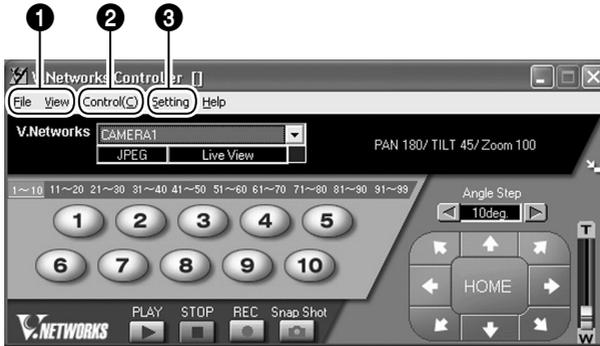 ❶ ❷ ❸
V.Networks Controller []
File View Control(C) Setting Help
V.Networks CAMERA1
JPEG Live View
PAN 180/ TILT 45/ Zoom 100
1~10 11~20 21~30 31~40 41~50 51~60 61~70 71~80 81~90 91~99
Angle Step
10deg.
1 2 3 4 5
6 7 8 9 10
HOME
T
W
PLAY STOP REC Snap Shot
V.NETWORKS